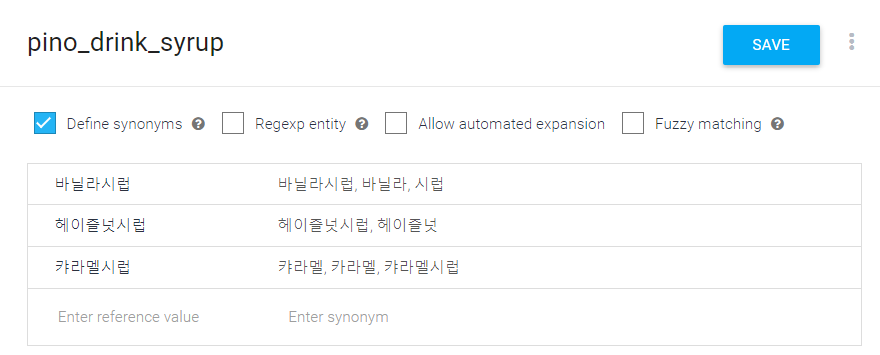 pino_drink_syrup
SAVE
Define synonyms
Regexp entity
Allow automated expansion
Fuzzy matching
바닐라시럽 바닐라시럽, 바닐라, 시럽
헤이즐넛시럽 헤이즐넛시럽, 헤이즐넛
캬라멜시럽 캬라멜, 카라멜, 캬라멜시럽
Enter reference value Enter synonym